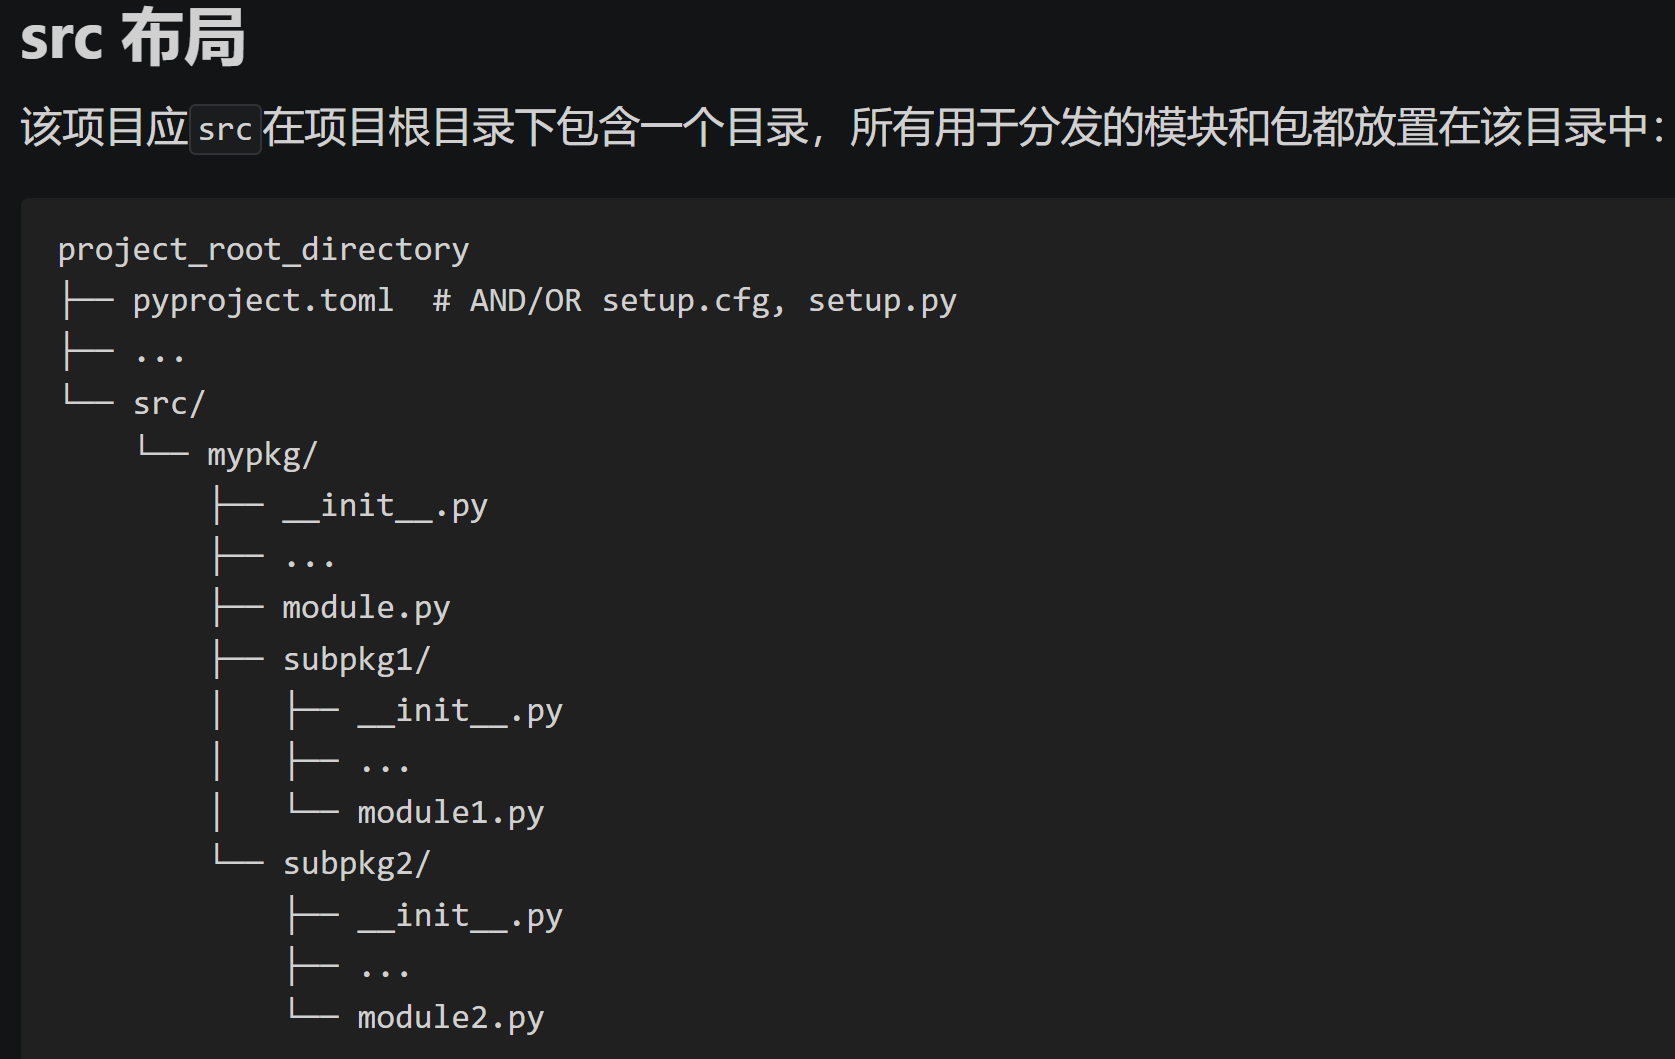 src 布局
该项目应src在项目根目录下包含一个目录，所有用于分发的模块和包都放置在该目录中：
project_root_directory
├── pyproject.toml  # AND/OR setup.cfg, setup.py
├── ...
└── src/
    └── mypkg/
        ├── __init__.py
        ├── ...
        ├── module.py
        ├── subpkg1/
        │   ├── __init__.py
        │   ├── ...
        │   └── module1.py
        └── subpkg2/
            ├── __init__.py
            ├── ...
            └── module2.py